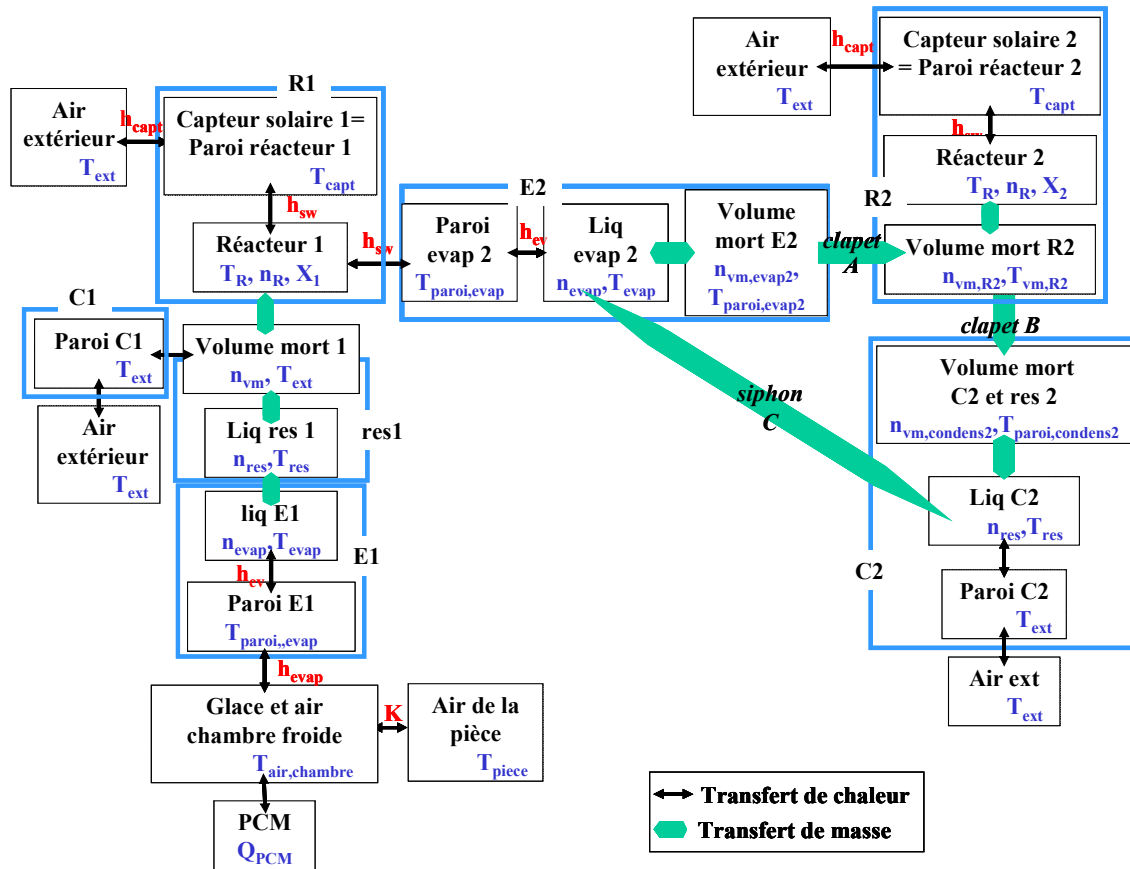 R1
Air
extérieur
T_ext
h_capt
Capteur solaire 1=
Paroi réacteur 1
T_capt
h_sw
Réacteur 1
T_R, n_R, X_1
h_sw
C1
Paroi C1
T_ext
Air
extérieur
T_ext
Volume mort 1
n_vm, T_ext
Liq res 1
n_res,T_res
res1
liq E1
n_evap,T_evap
E1
h_ev
Paroi E1
T_paroi,,evap
h_evap
Glace et air
chambre froide
T_air,chambre
K
Air de la
pièce
T_piece
PCM
Q_PCM
E2
Paroi
evap 2
T_paroi,evap
h_ev
Liq
evap 2
n_evap,T_evap
Volume
mort E2
n_vm,evap2,
T_paroi,evap2
clapet
A
siphon
C
Air
extérieur
T_ext
h_capt
Capteur solaire 2
= Paroi réacteur 2
T_capt
h_sw
Réacteur 2
T_R, n_R, X_2
R2
Volume mort R2
n_vm,R2,T_vm,R2
clapet B
Volume mort
C2 et res 2
n_vm,condens2,T_paroi,condens2
Liq C2
n_res,T_res
C2
Paroi C2
T_ext
Air ext
T_ext
Transfert de chaleur
Transfert de masse